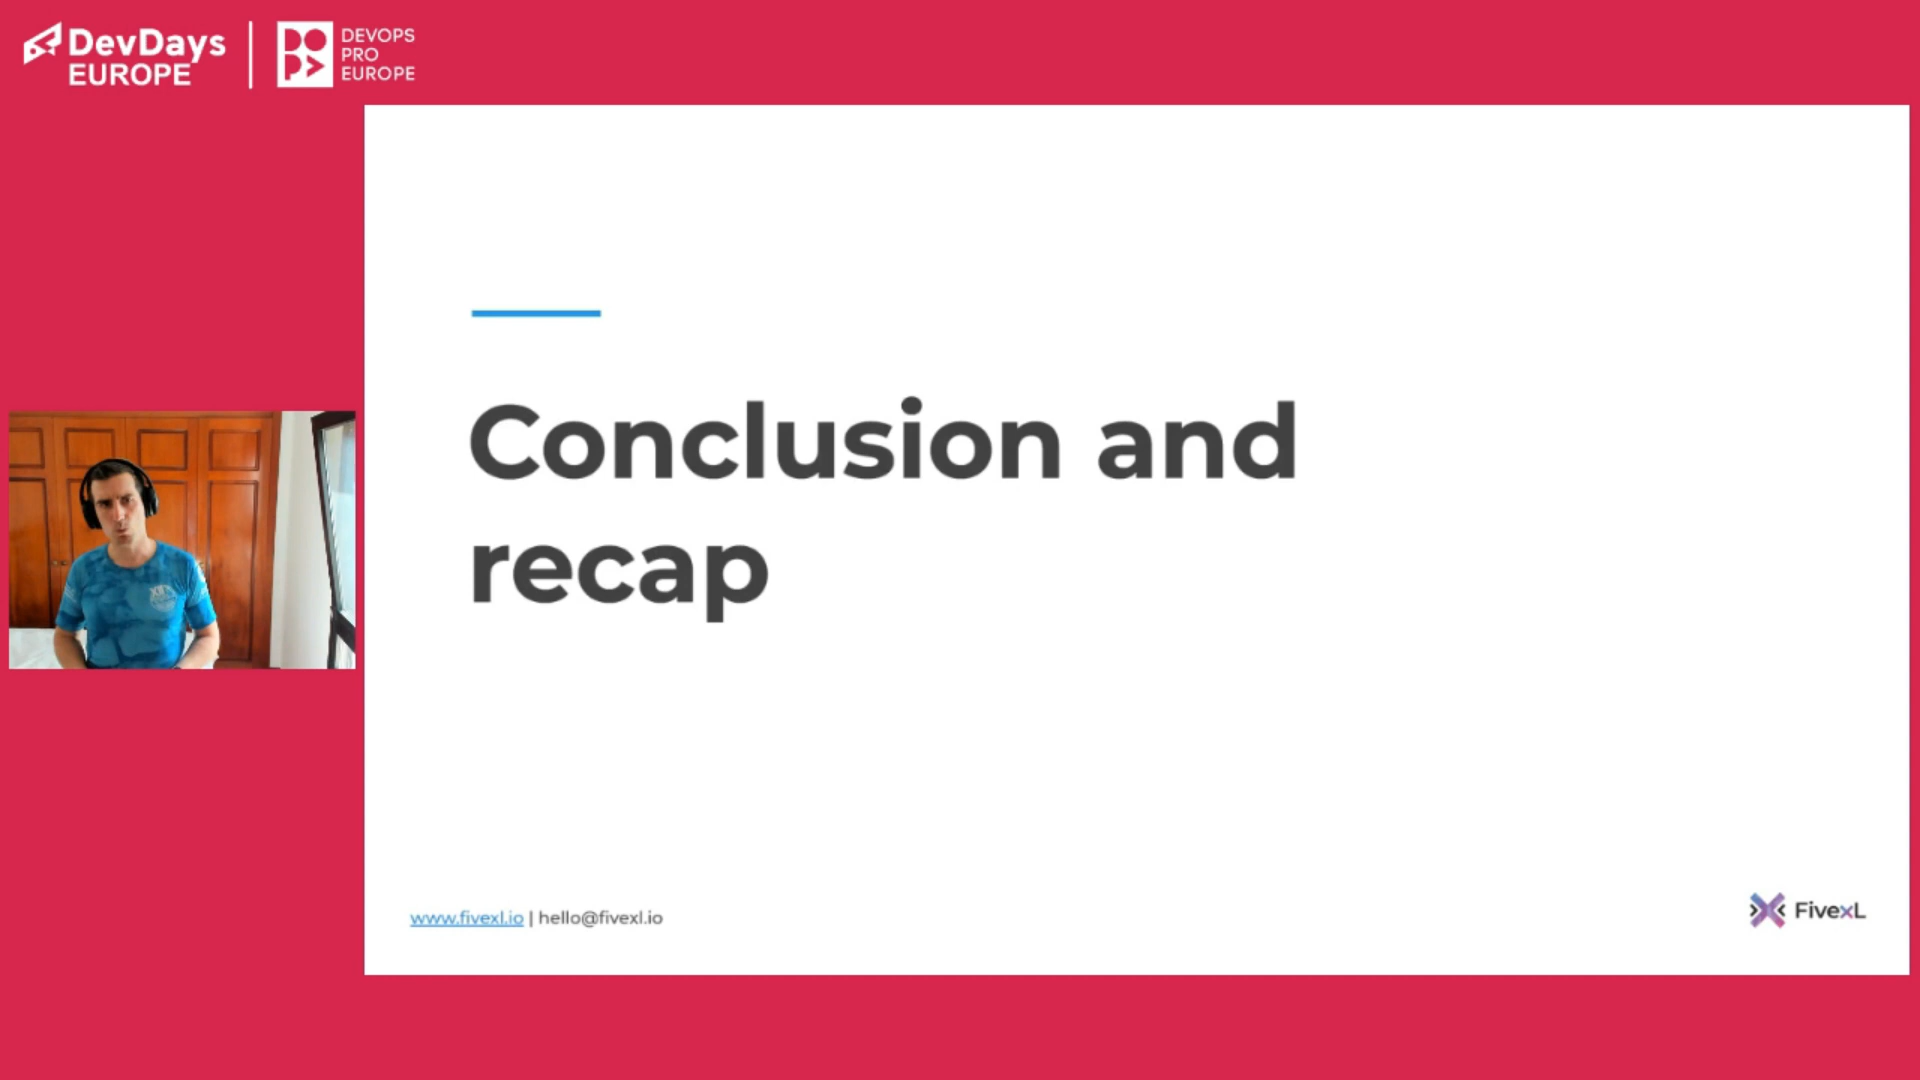 DevDays
EUROPE
DEVOPS
PRO
EUROPE
Conclusion and
recap
www.fivexl.io | hello@fivexl.io
FivexL